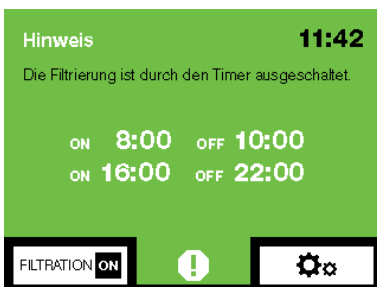 Hinweis 11:42
Die Filtrierung ist durch den Timer ausgeschaltet.
ON 8:00 OFF 10:00
ON 16:00 OFF 22:00
FILTRATION ON